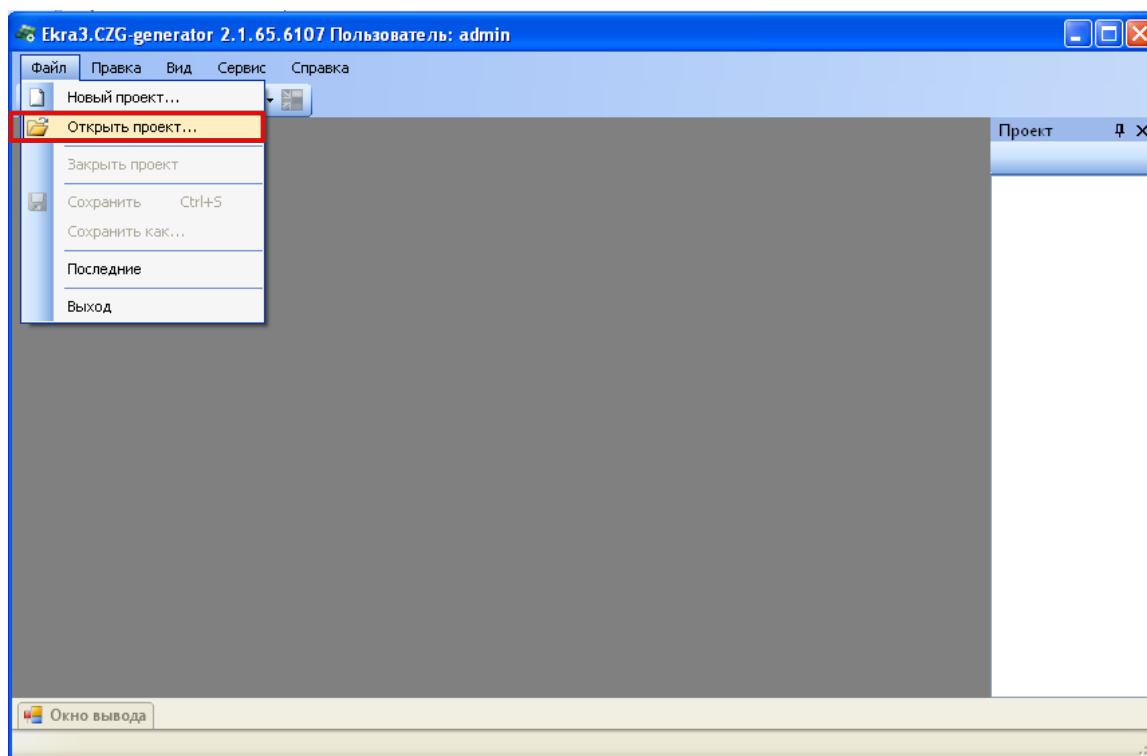 Ekra3.CZG-generator 2.1.65.6107 Пользователь: admin
Файл Правка Вид Сервис Справка
Новый проект...
Открыть проект...
Проект
Закрыть проект
Сохранить Ctrl+S
Сохранить как...
Последние
Выход
Окно вывода